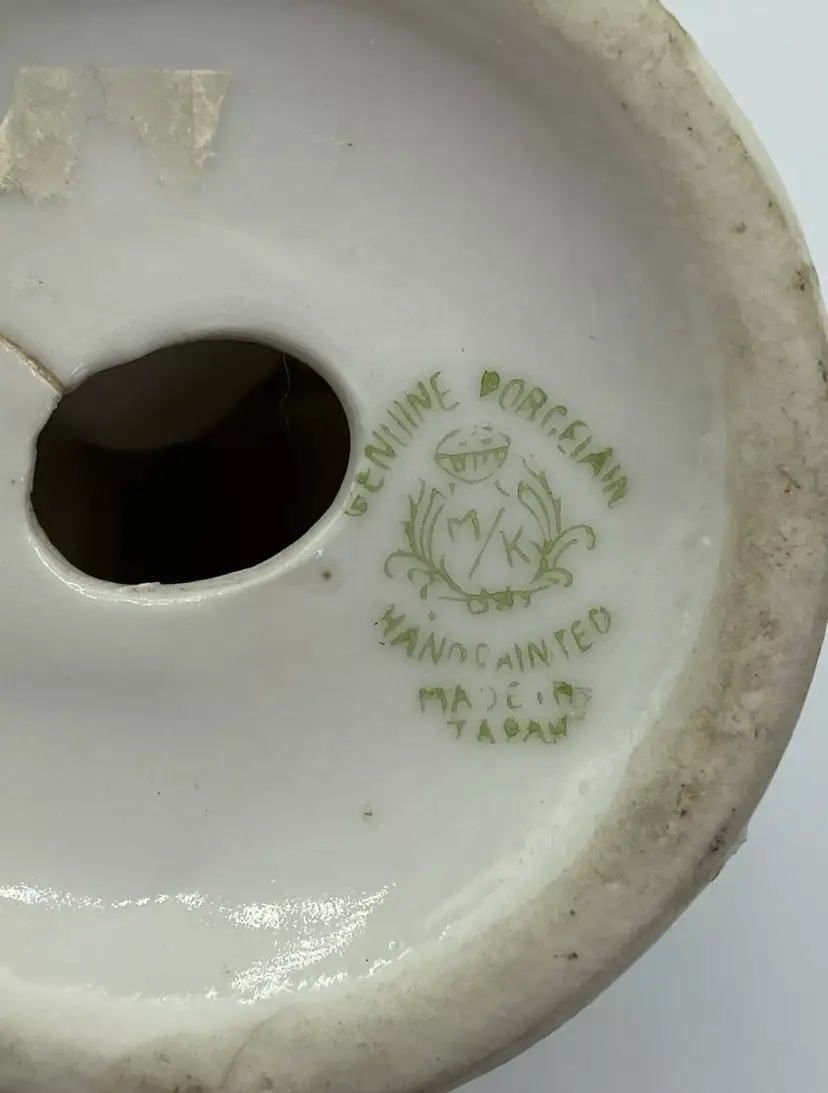 GENUINE PORCELAIN
M/K
HANDPAINTED
MADE IN
JAPAN